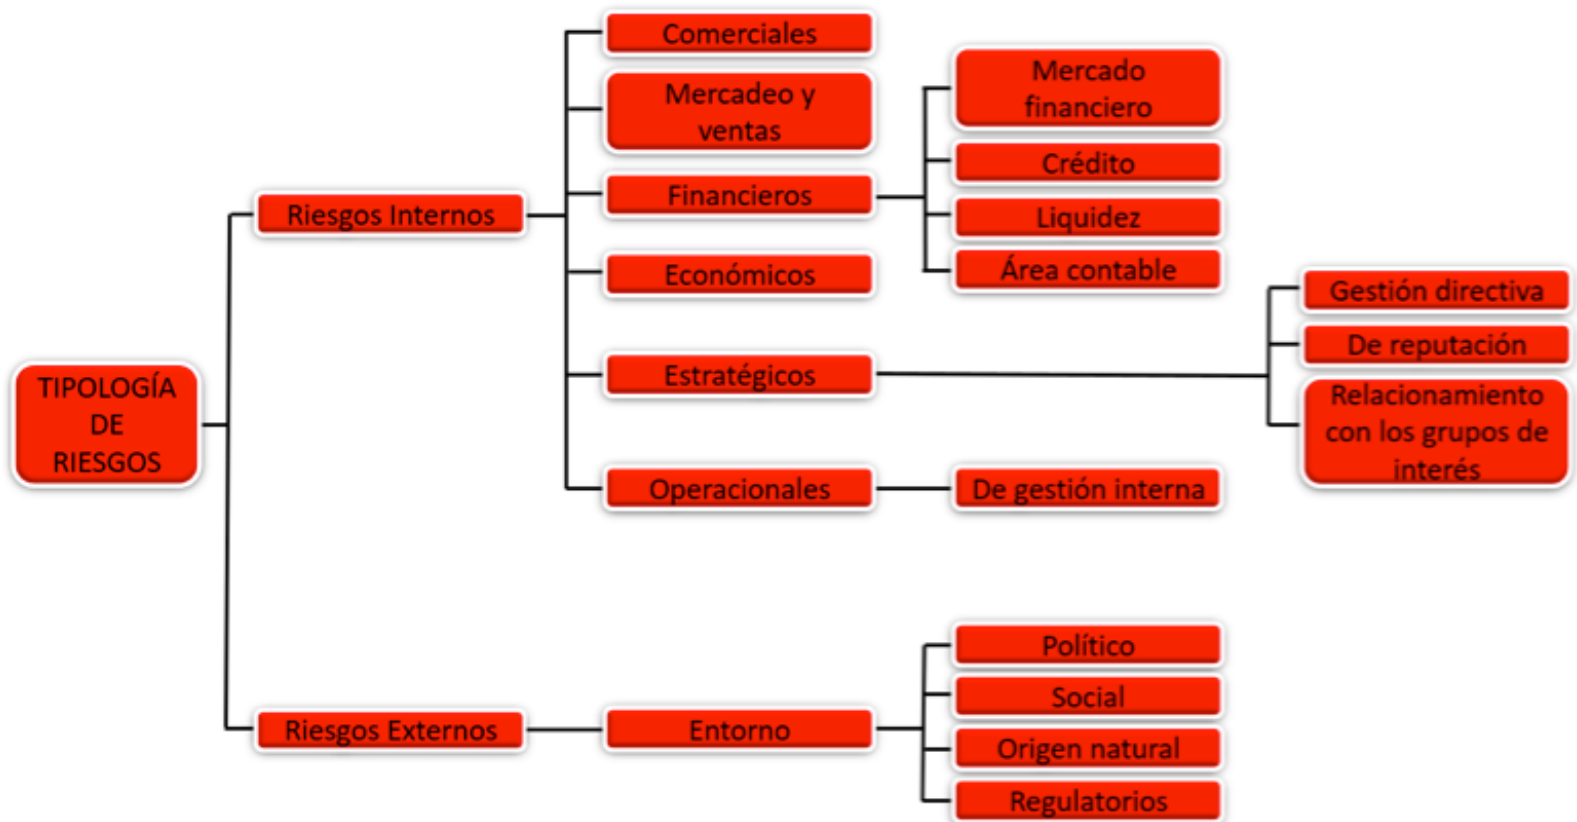 TIPOLOGÍA
DE
RIESGOS
Riesgos Internos
Comerciales
Mercadeo y
ventas
Financieros
Mercado
financiero
Crédito
Liquidez
Área contable
Económicos
Estratégicos
Gestión directiva
De reputación
Relacionamiento
con los grupos de
interés
Operacionales
De gestión interna
Riesgos Externos
Entorno
Político
Social
Origen natural
Regulatorios